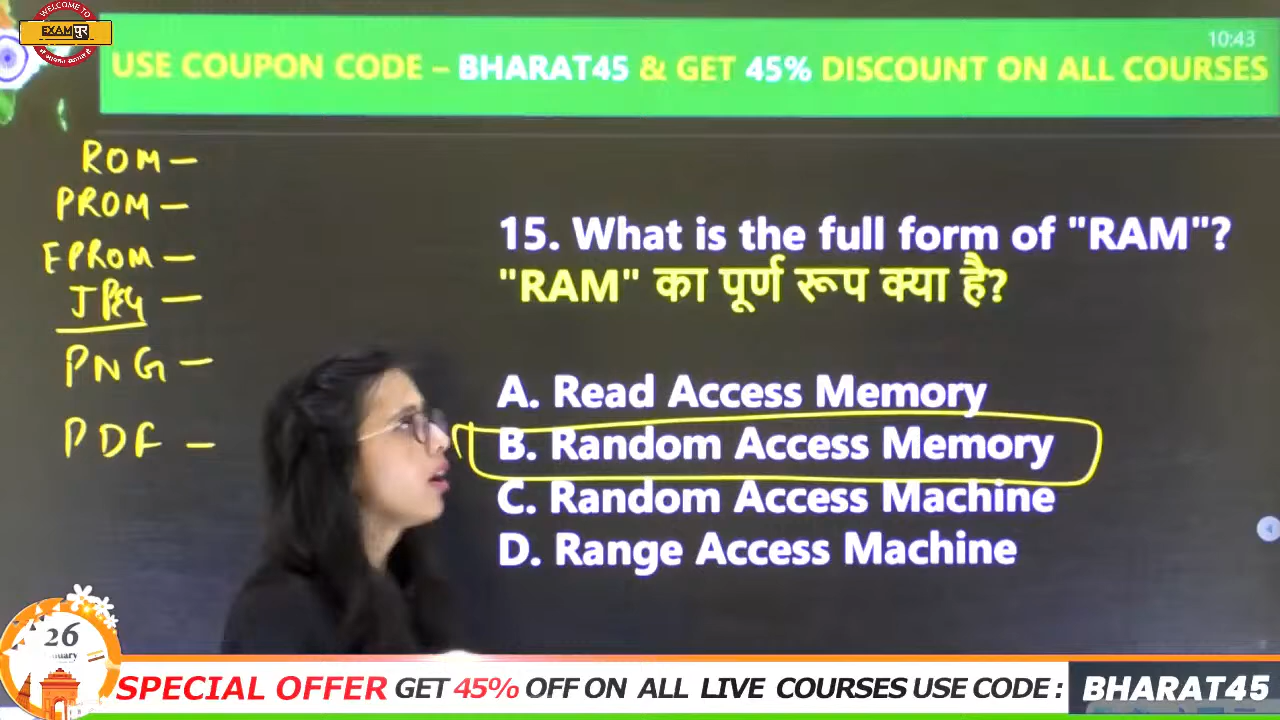 WELCOME TO
EXAMपुर
10:43
USE COUPON CODE – BHARAT45 & GET 45% DISCOUNT ON ALL COURSES
ROM –
PROM –
EPROM –
JPEG –
PNG –
PDF –
15. What is the full form of "RAM"?
"RAM" का पूर्ण रूप क्या है?
A. Read Access Memory
B. Random Access Memory
C. Random Access Machine
D. Range Access Machine
26
SPECIAL OFFER GET 45% OFF ON ALL LIVE COURSES USE CODE : BHARAT45